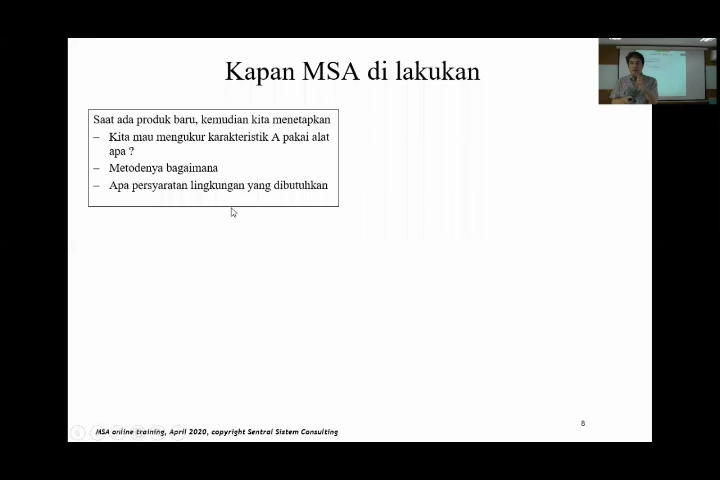 Kapan MSA di lakukan
Saat ada produk baru, kemudian kita menetapkan
– Kita mau mengukur karakteristik A pakai alat
apa ?
– Metodenya bagaimana
– Apa persyaratan lingkungan yang dibutuhkan
8
MSA online training, April 2020, copyright Sentral Sistem Consulting